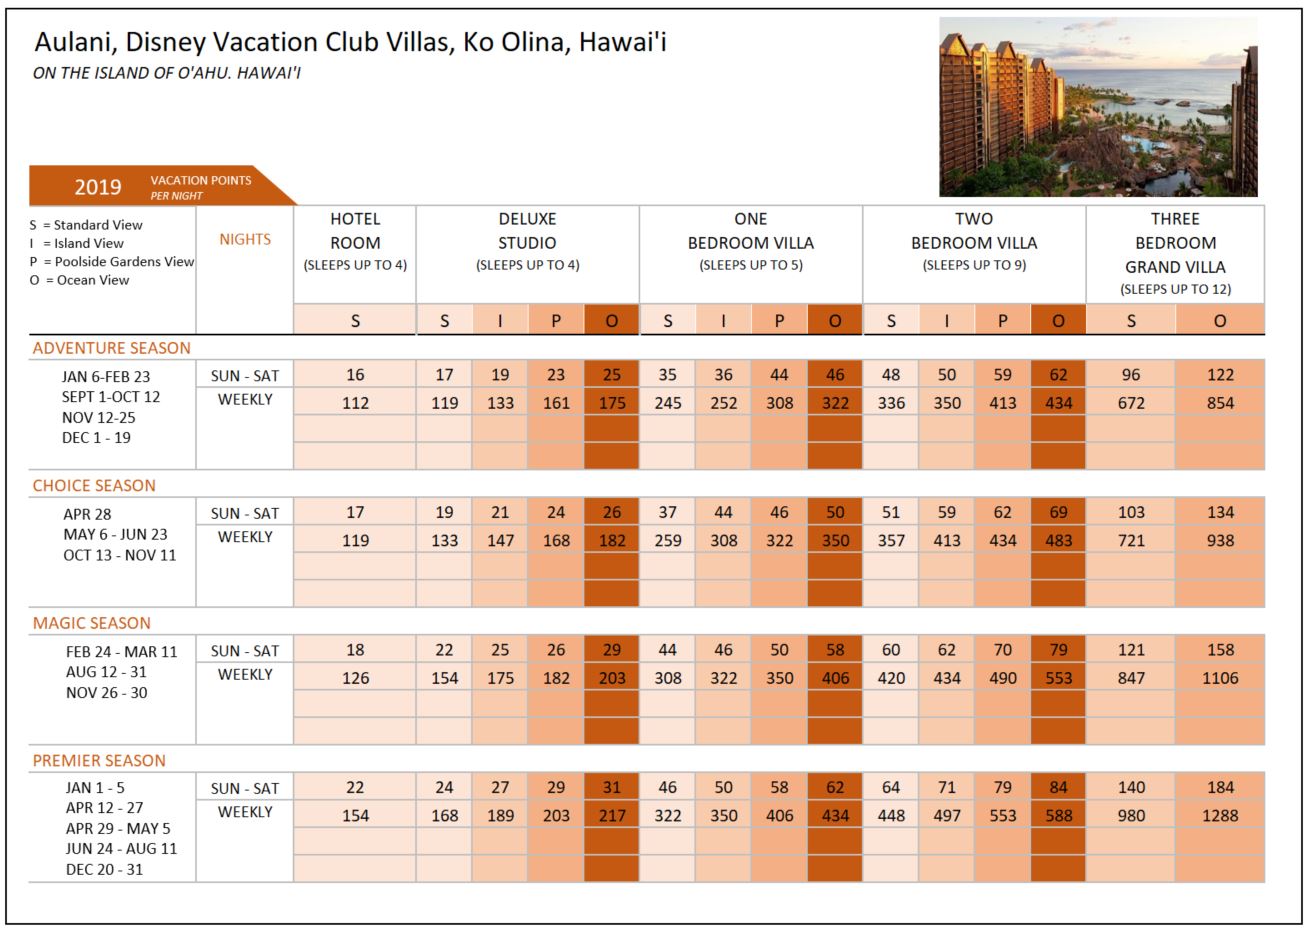 Aulani, Disney Vacation Club Villas, Ko Olina, Hawai'i
ON THE ISLAND OF O'AHU. HAWAI'I
2019 VACATION POINTS
PER NIGHT
S = Standard View
I = Island View
P = Poolside Gardens View
O = Ocean View
NIGHTS
HOTEL
ROOM
(SLEEPS UP TO 4)
DELUXE
STUDIO
(SLEEPS UP TO 4)
ONE
BEDROOM VILLA
(SLEEPS UP TO 5)
TWO
BEDROOM VILLA
(SLEEPS UP TO 9)
THREE
BEDROOM
GRAND VILLA
(SLEEPS UP TO 12)
S S I P O S I P O S I P O S O
ADVENTURE SEASON
JAN 6-FEB 23
SEPT 1-OCT 12
NOV 12-25
DEC 1 - 19
SUN - SAT 16 17 19 23 25 35 36 44 46 48 50 59 62 96 122
WEEKLY 112 119 133 161 175 245 252 308 322 336 350 413 434 672 854
CHOICE SEASON
APR 28
MAY 6 - JUN 23
OCT 13 - NOV 11
SUN - SAT 17 19 21 24 26 37 44 46 50 51 59 62 69 103 134
WEEKLY 119 133 147 168 182 259 308 322 350 357 413 434 483 721 938
MAGIC SEASON
FEB 24 - MAR 11
AUG 12 - 31
NOV 26 - 30
SUN - SAT 18 22 25 26 29 44 46 50 58 60 62 70 79 121 158
WEEKLY 126 154 175 182 203 308 322 350 406 420 434 490 553 847 1106
PREMIER SEASON
JAN 1 - 5
APR 12 - 27
APR 29 - MAY 5
JUN 24 - AUG 11
DEC 20 - 31
SUN - SAT 22 24 27 29 31 46 50 58 62 64 71 79 84 140 184
WEEKLY 154 168 189 203 217 322 350 406 434 448 497 553 588 980 1288